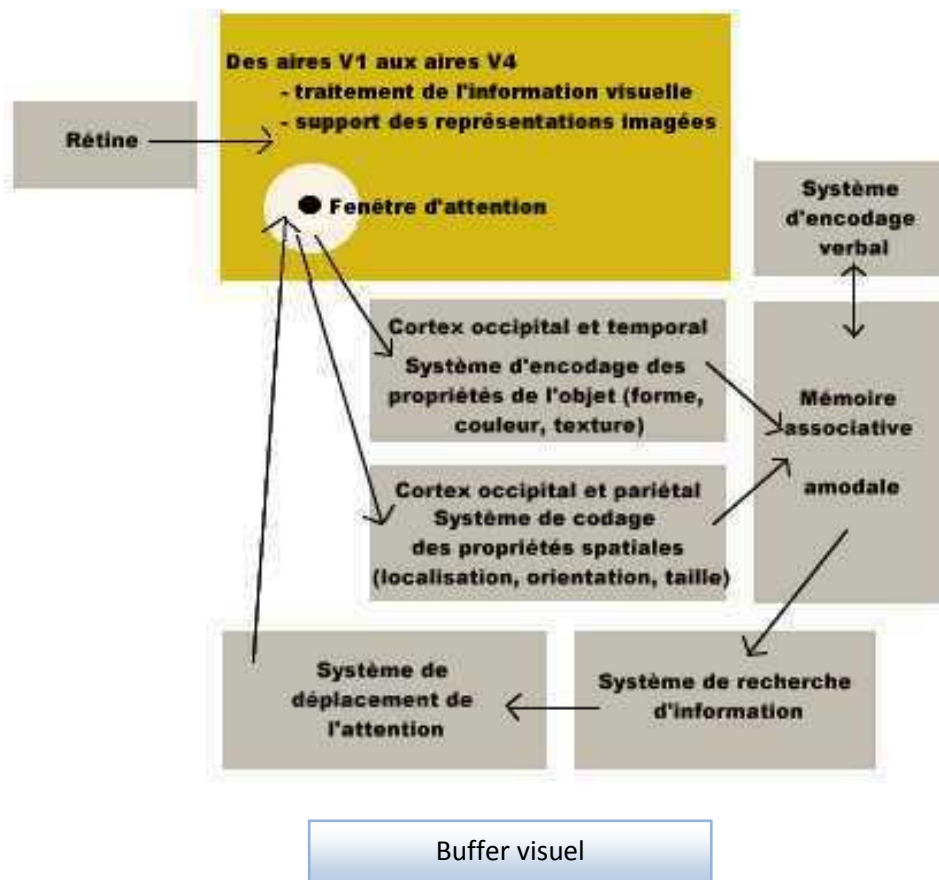 Des aires V1 aux aires V4
- traitement de l'information visuelle
- support des représentations imagées
Rétine
Fenêtre d'attention
Système
d'encodage
verbal
Cortex occipital et temporal
Système d'encodage des
propriétés de l'objet (forme,
couleur, texture)
Mémoire
associative
amodale
Cortex occipital et pariétal
Système de codage
des propriétés spatiales
(localisation, orientation, taille)
Système de
déplacement de
l'attention
Système de recherche
d'information
Buffer visuel